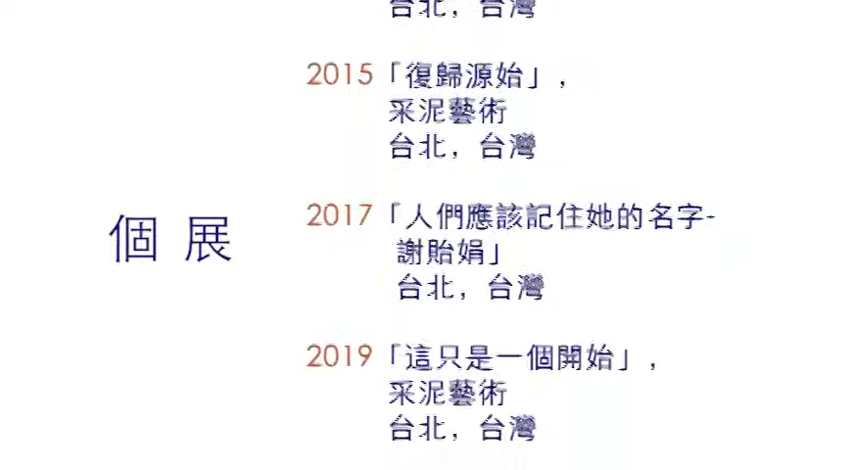 台北，台灣
2015「復歸源始」，
采泥藝術
台北，台灣
個 展
2017「人們應該記住她的名字-
謝貽娟」
台北，台灣
2019「這只是一個開始」，
采泥藝術
台北，台灣